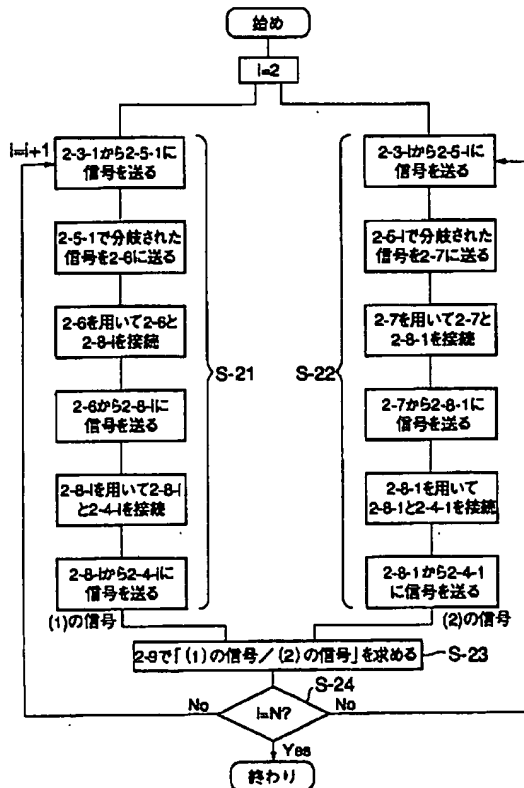 始め
i=2
i=i+1
2-3-1から2-5-1に
信号を送る
2-5-1で分岐された
信号を2-6に送る
2-6を用いて2-6と
2-8-iを接続
2-6から2-8-iに
信号を送る
2-8-iを用いて2-8-i
と2-4-iを接続
2-8-iから2-4-iに
信号を送る
(1)の信号
S-21
2-3-iから2-5-iに
信号を送る
2-5-iで分岐された
信号を2-7に送る
2-7を用いて2-7と
2-8-1を接続
2-7から2-8-1に
信号を送る
2-8-1を用いて
2-8-1と2-4-1を接続
2-8-1から2-4-1
に信号を送る
(2)の信号
S-22
2-9で「(1)の信号/(2)の信号」を求める
S-23
S-24
No
i=N?
No
Yes
終わり